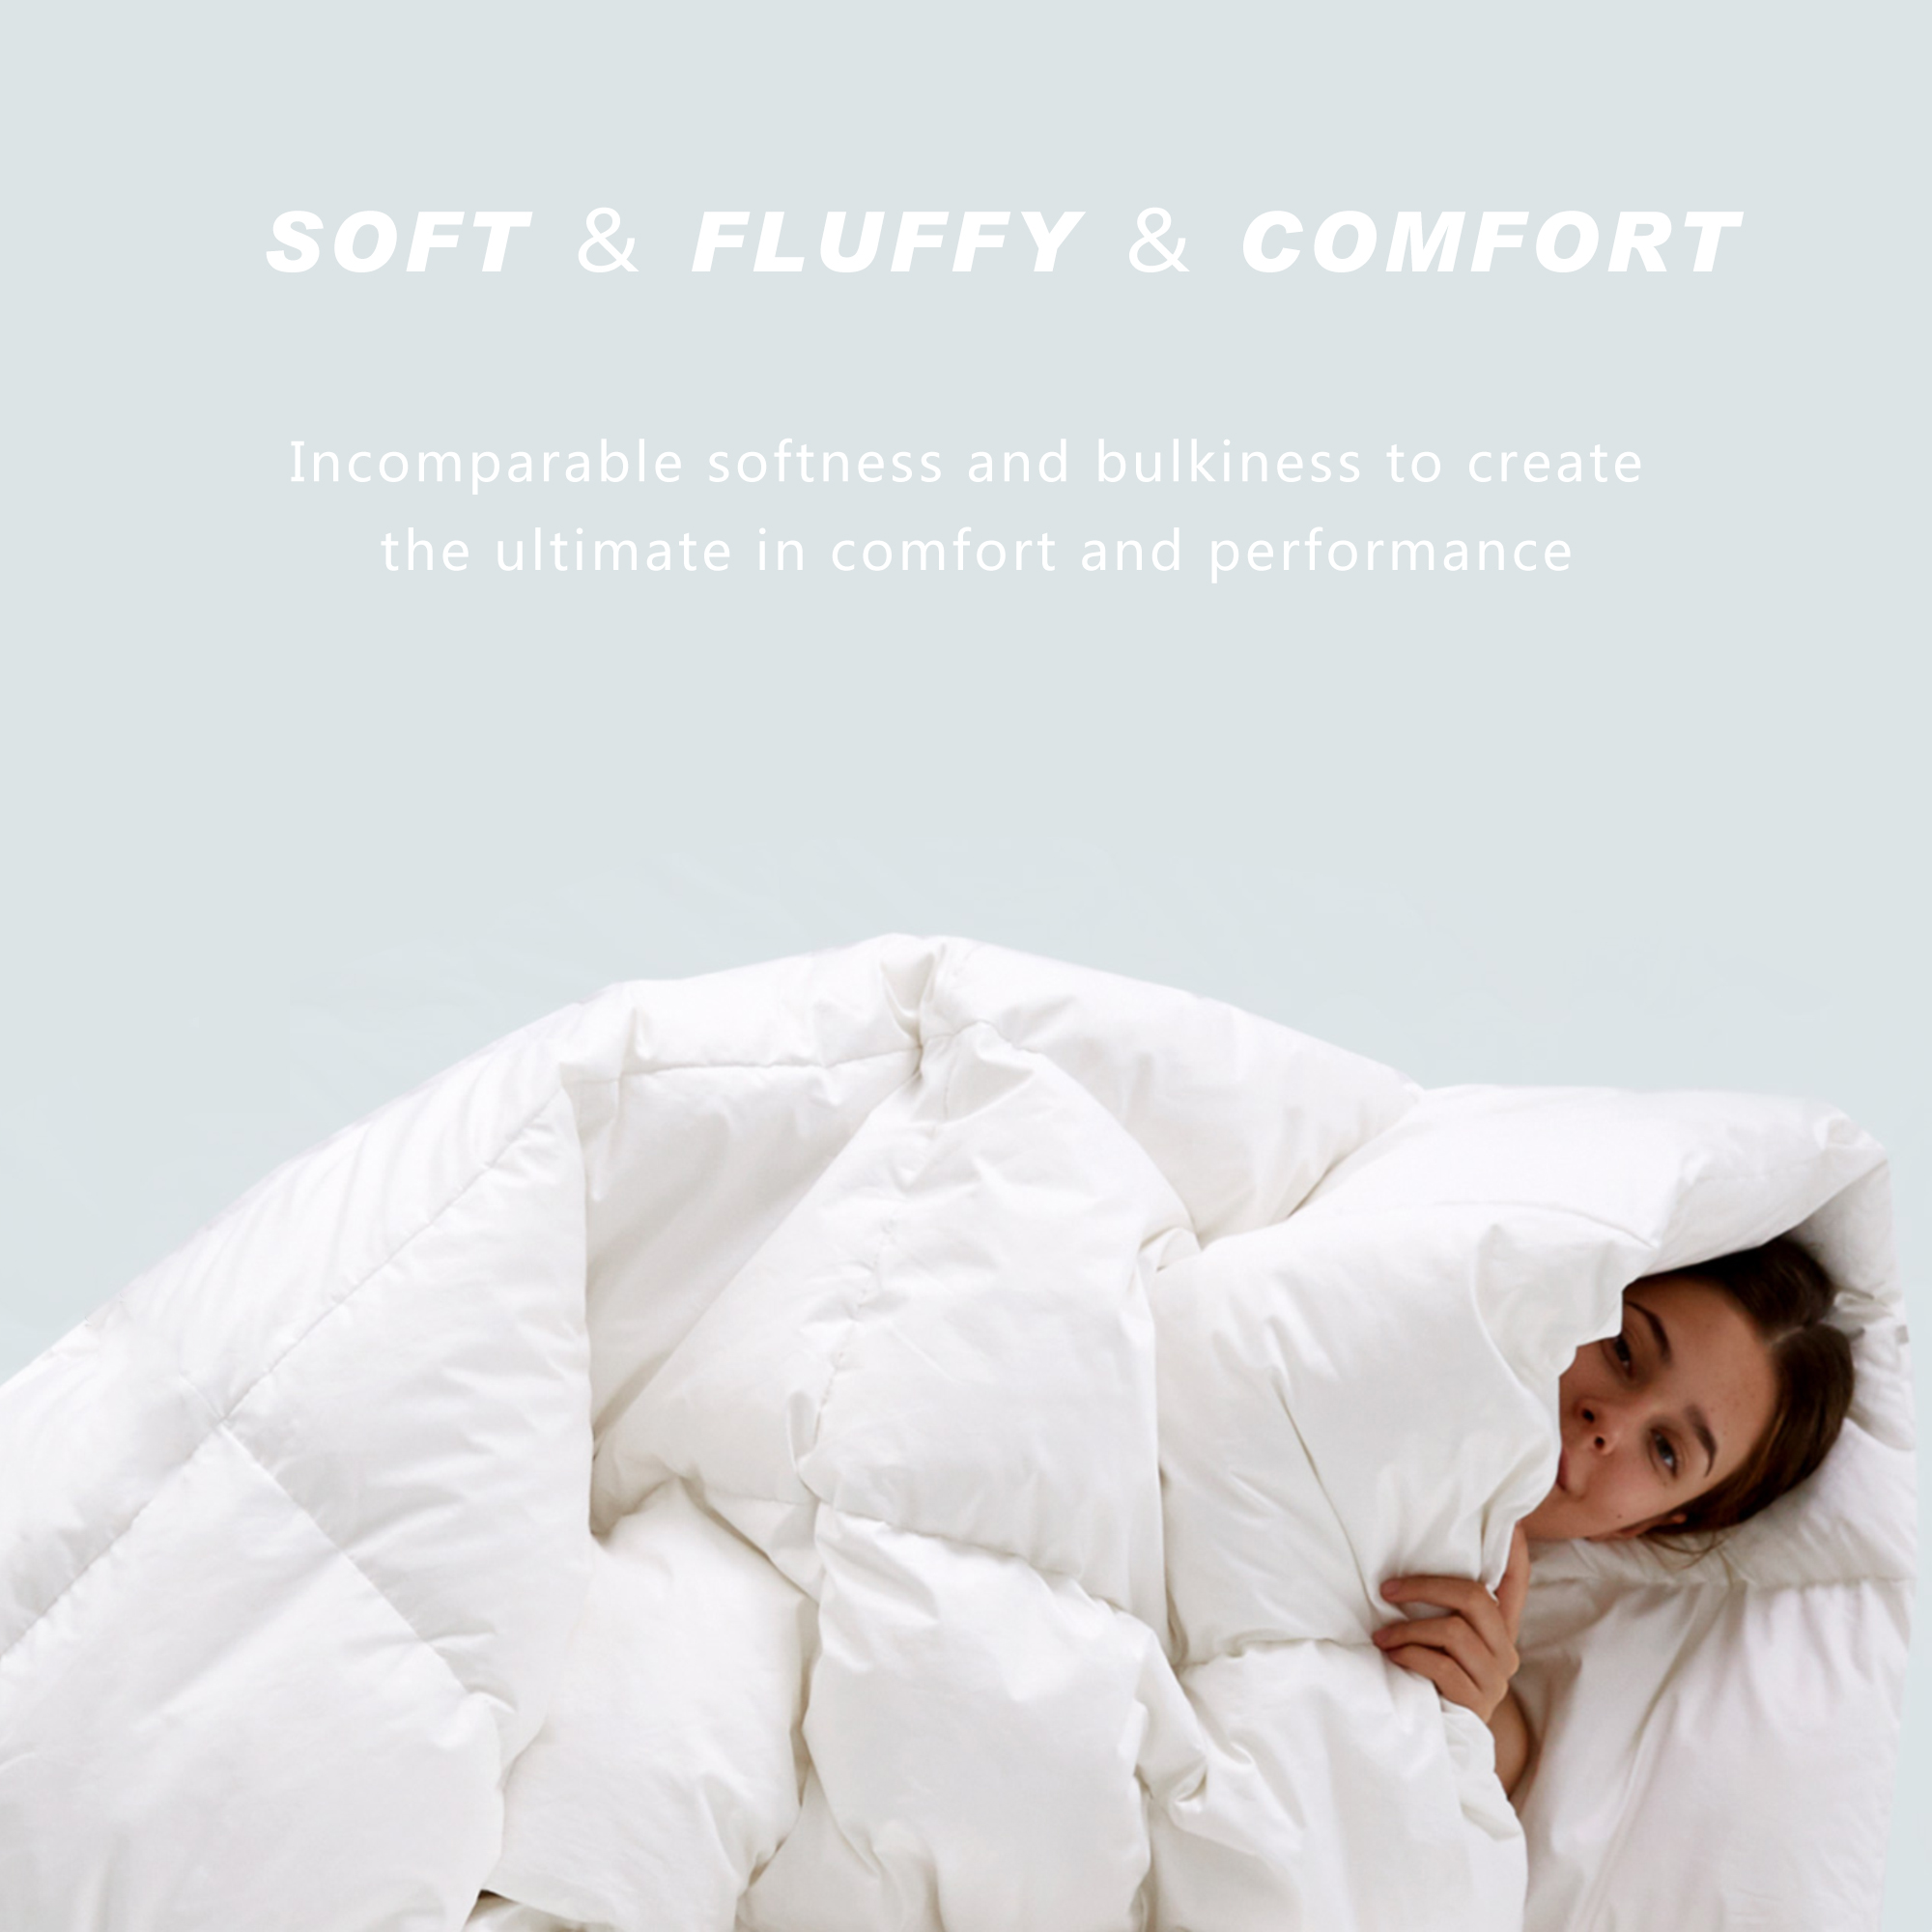 SOFT & FLUFFY & COMFORT
Incomparable softness and bulkiness to create
the ultimate in comfort and performance